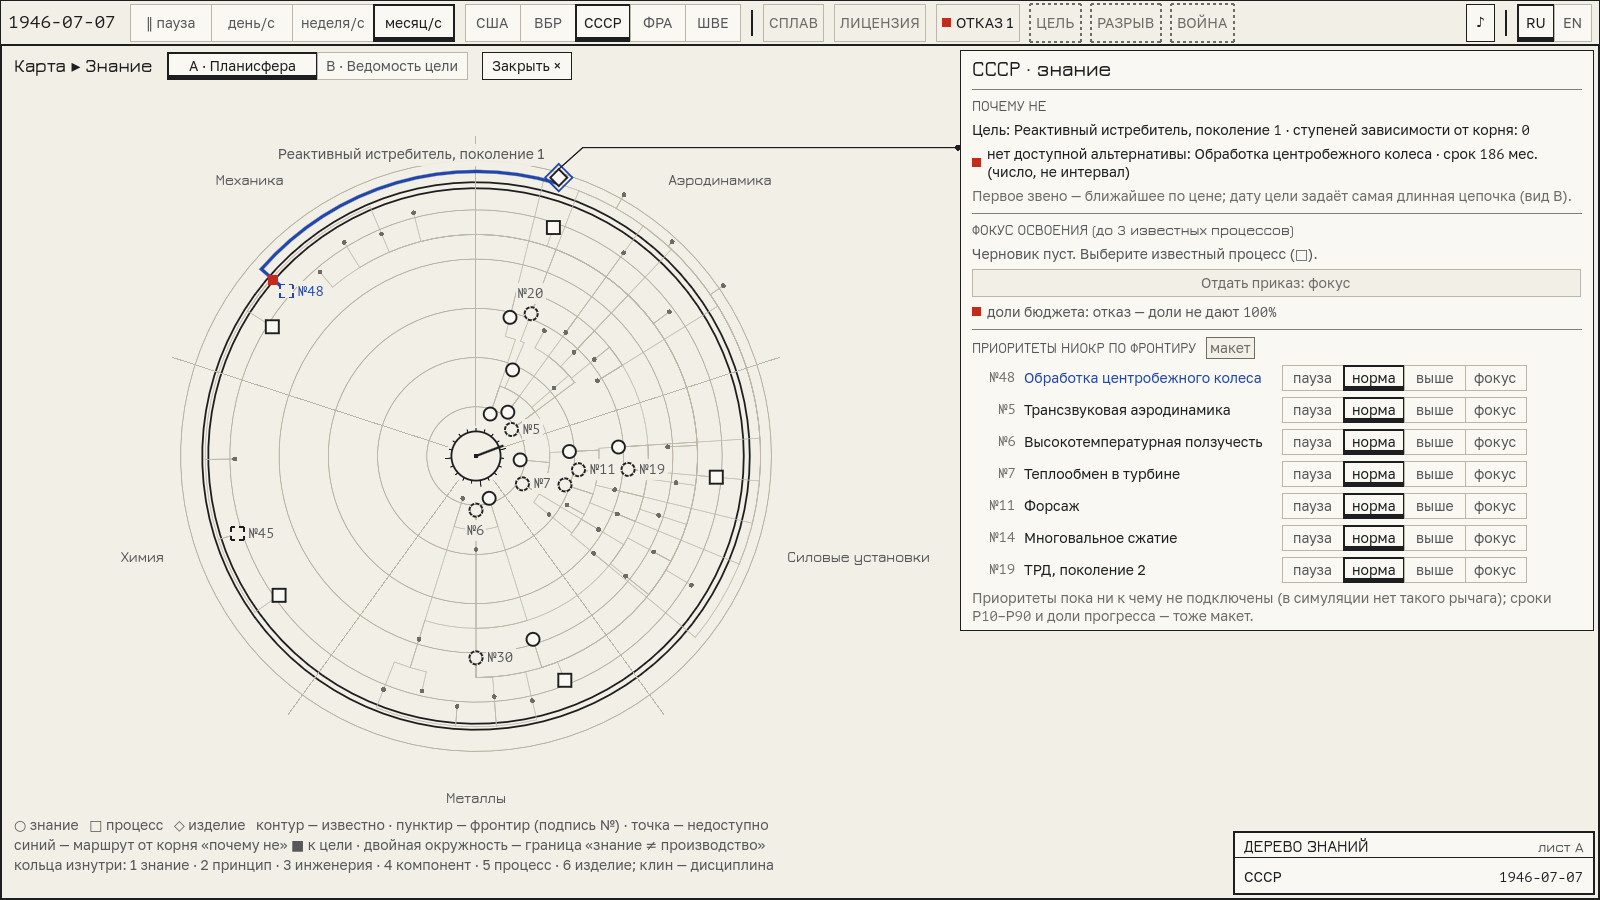 1946-07-07 ‖ пауза день/с неделя/с месяц/с США ВБР СССР ФРА ШВЕ СПЛАВ ЛИЦЕНЗИЯ ОТКАЗ 1 ЦЕЛЬ РАЗРЫВ ВОЙНА ♪ RU EN
Карта ▸ Знание A · Планисфера B · Ведомость цели Закрыть ×
Реактивный истребитель, поколение 1
Механика
Аэродинамика
№48
№20
№5
№11
№19
№7
№6
№45
Химия
Силовые установки
№30
Металлы
СССР · знание
ПОЧЕМУ НЕ
Цель: Реактивный истребитель, поколение 1 · ступеней зависимости от корня: 0
нет доступной альтернативы: Обработка центробежного колеса · срок 186 мес.
(число, не интервал)
Первое звено — ближайшее по цене; дату цели задаёт самая длинная цепочка (вид B).
ФОКУС ОСВОЕНИЯ (до 3 известных процессов)
Черновик пуст. Выберите известный процесс (□).
Отдать приказ: фокус
доли бюджета: отказ — доли не дают 100%
ПРИОРИТЕТЫ НИОКР ПО ФРОНТИРУ макет
№48 Обработка центробежного колеса пауза норма выше фокус
№5 Трансзвуковая аэродинамика пауза норма выше фокус
№6 Высокотемпературная ползучесть пауза норма выше фокус
№7 Теплообмен в турбине пауза норма выше фокус
№11 Форсаж пауза норма выше фокус
№14 Многовальное сжатие пауза норма выше фокус
№19 ТРД, поколение 2 пауза норма выше фокус
Приоритеты пока ни к чему не подключены (в симуляции нет такого рычага); сроки
P10–P90 и доли прогресса — тоже макет.
○ знание □ процесс ◇ изделие контур — известно · пунктир — фронтир (подпись №) · точка — недоступно
синий — маршрут от корня «почему не» ■ к цели · двойная окружность — граница «знание ≠ производство»
кольца изнутри: 1 знание · 2 принцип · 3 инженерия · 4 компонент · 5 процесс · 6 изделие; клин — дисциплина
ДЕРЕВО ЗНАНИЙ лист A
СССР 1946-07-07